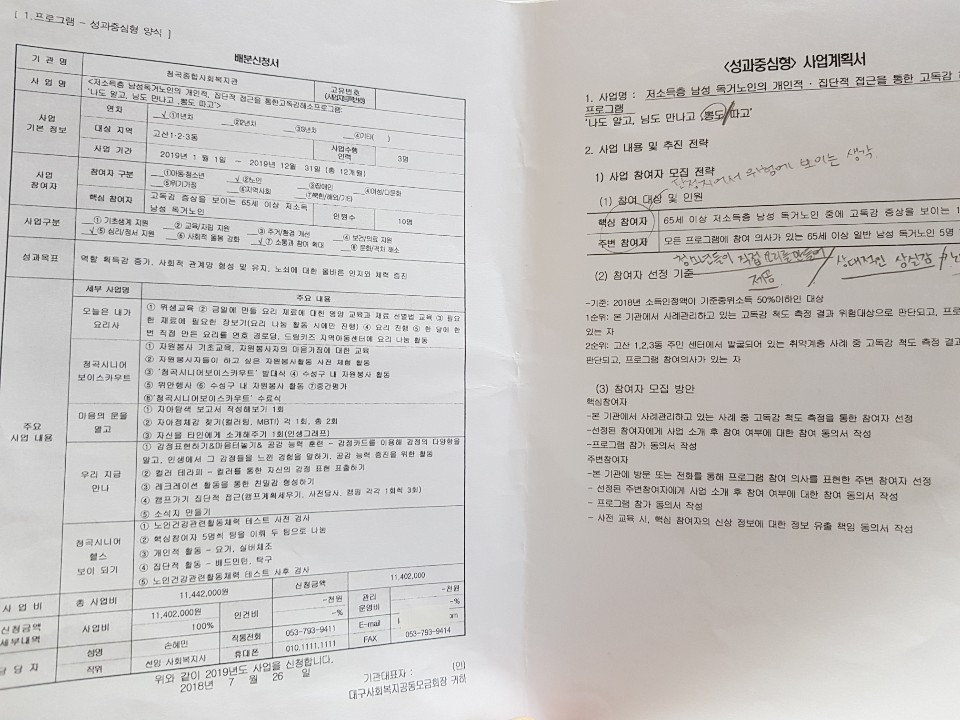 [ 1.프로그램 - 성과중심형 양식 ]
배분신청서
기 관 명
청곡종합사회복지관
고유번호
(사업자등록번호)
사 업 명
<저소득층 남성독거노인의 개인적, 집단적 접근을 통한고독감해소프로그램:
'나도 알고, 님도 만나고 ,뽕도 따고'>
사업
기본 정보
연차
√ ①1년차
②2년차
③3년차
④기타( )
대상 지역
고산1·2·3동
사업수행
인력
3명
사업 기간
2019년 1 월 1 일 ~ 2019년 12월 31일 (총 12개월)
사업
참여자
참여자 구분
①아동·청소년
√ ②노인
③장애인
④여성/다문화
⑤위기가정
⑥지역사회
⑦북한/해외/기타
핵심 참여자
고독감 증상을 보이는 65세 이상 저소득
남성 독거노인
인원수
10명
사업구분
① 기초생계 지원
② 교육/자립 지원
③ 주거/환경 개선
④ 보건/의료 지원
√ ⑤ 심리/정서 지원
⑥ 사회적 돌봄 강화
√ ⑦ 소통과 참여 확대
⑧ 문화/격차 해소
성과목표
역할 획득감 증가, 사회적 관계망 형성 및 유지, 노쇠에 대한 올바른 인지와 체력 증진
주요
사업 내용
세부 사업명
주요 내용
오늘은 내가
요리사
① 위생교육 ② 금일에 만들 요리 재료에 대한 영양 교육과 재료 선별법 교육 ③ 필요
한 재료에 필요한 장보기(요리 나눔 활동 시에만 진행) ④ 요리 진행 ⑤ 한 달에 한
번 직접 만든 요리를 연호 경로당, 드림키즈 지역아동센터에 요리 나눔 활동
청곡시니어
보이스카우트
① 자원봉사 기초교육, 자원봉사자의 마음가짐에 대한 교육
② 자원봉사자들이 하고 싶은 자원봉사활동 사전 체험 활동
③ '청곡시니어보이스카우트' 발대식 ④ 수성구 내 자원봉사 활동
⑤ 위안행사 ⑥ 수성구 내 자원봉사 활동 ⑦중간평가
⑧'청곡시니어보이스카우트' 수료식
마음의 문을
열고
① 자아탐색 보고서 작성해보기 1회
② 자아정체감 찾기(컬러링, MBTI) 각 1회, 총 2회
③ 자신을 타인에게 소개해주기 1회(인생그래프)
우리 지금
만나
① 감정표현하기&마음터놓기& 공감 능력 훈련 - 감정카드를 이용해 감정의 다양함을
알고, 인생에서 그 감정들을 느낀 경험을 말하기, 공감 능력 증진을 위한 활동
② 컬러 테라피 - 컬러를 통한 자신의 감정 표현 표출하기
③ 레크레이션 활동을 통한 친밀감 형성하기
④ 캠프가기 집단적 접근(캠프계획세우기, 사전답사, 캠핑 각각 1회씩 3회)
⑤ 소식지 만들기
청곡시니어
헬스
보이 되기
① 노인건강관련활동체력 테스트 사전 검사
② 핵심참여자 5명씩 팀을 이뤄 두 팀으로 나눔
③ 개인적 활동 - 요가, 실버체조
④ 집단적 활동 - 배드민턴, 탁구
⑤ 노인건강관련활동체력 테스트 사후 검사
사 업 비
총 사업비
11,442,000원
신청금액
11,402,000
신청금액
세부내역
사업비
11,402,000원
100%
인건비
-천원
-%
관리
운영비
-천원
-%
담 당 자
성명
손혜민
직통전화
053-793-9411
E-mail
om
직위
선임 사회복지사
휴대폰
010.1111.1111
FAX
053-793-9414
위와 같이 2019년도 사업을 신청합니다.
2018년 7 월 26 일
기관대표자 : (인)
대구사회복지공동모금회장 귀하
<성과중심형> 사업계획서
1. 사업명 : 저소득층 남성 독거노인의 개인적 · 집단적 접근을 통한 고독감
프로그램
'나도 알고, 님도 만나고 ,뽕도 따고'
2. 사업 내용 및 추진 전략
1) 사업 참여자 모집 전략
보이는 생각
(1) 참여 대상 및 인원
핵심 참여자
65세 이상 저소득층 남성 독거노인 중에 고독감 증상을 보이는 1
주변 참여자
모든 프로그램에 참여 의사가 있는 65세 이상 일반 남성 독거노인 5명
직접 요리를 만들어
상대적인 상실감
(2) 참여자 선정 기준
제공
-기준: 2018년 소득인정액이 기준중위소득 50%이하인 대상
1순위: 본 기관에서 사례관리하고 있는 고독감 척도 측정 결과 위험대상으로 판단되고, 프로
있는 자
2순위: 고산 1,2,3동 주민 센터에서 발굴되어 있는 취약계층 사례 중 고독감 척도 측정 결과
판단되고, 프로그램 참여의사가 있는 자
(3) 참여자 모집 방안
핵심참여자
-본 기관에서 사례관리하고 있는 사례 중 고독감 척도 측정을 통한 참여자 선정
-선정된 참여자에게 사업 소개 후 참여 여부에 대한 참여 동의서 작성
-프로그램 참가 동의서 작성
주변참여자
-본 기관에 방문 또는 전화를 통해 프로그램 참여 의사를 표현한 주변 참여자 선정
- 선정된 주변참여자에게 사업 소개 후 참여 여부에 대한 참여 동의서 작성
- 프로그램 참가 동의서 작성
- 사전 교육 시, 핵심 참여자의 신상 정보에 대한 정보 유출 책임 동의서 작성